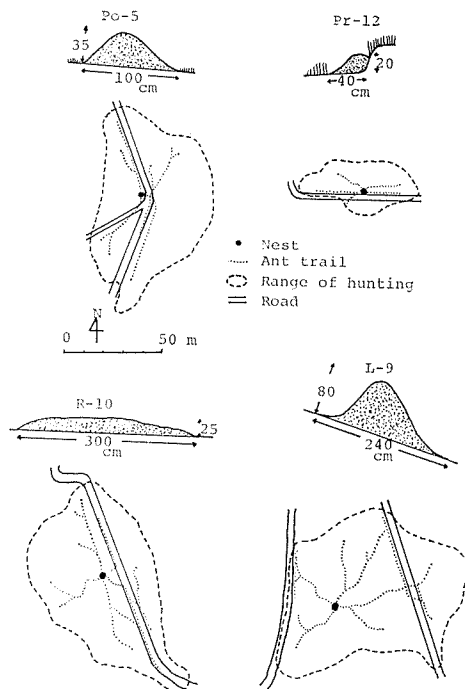 Po-5
35
100
cm
Pr-12
20
40
cm
Nest
Ant trail
Range of hunting
Road
N
0 50 m
R-10
25
300
cm
L-9
80
240
cm